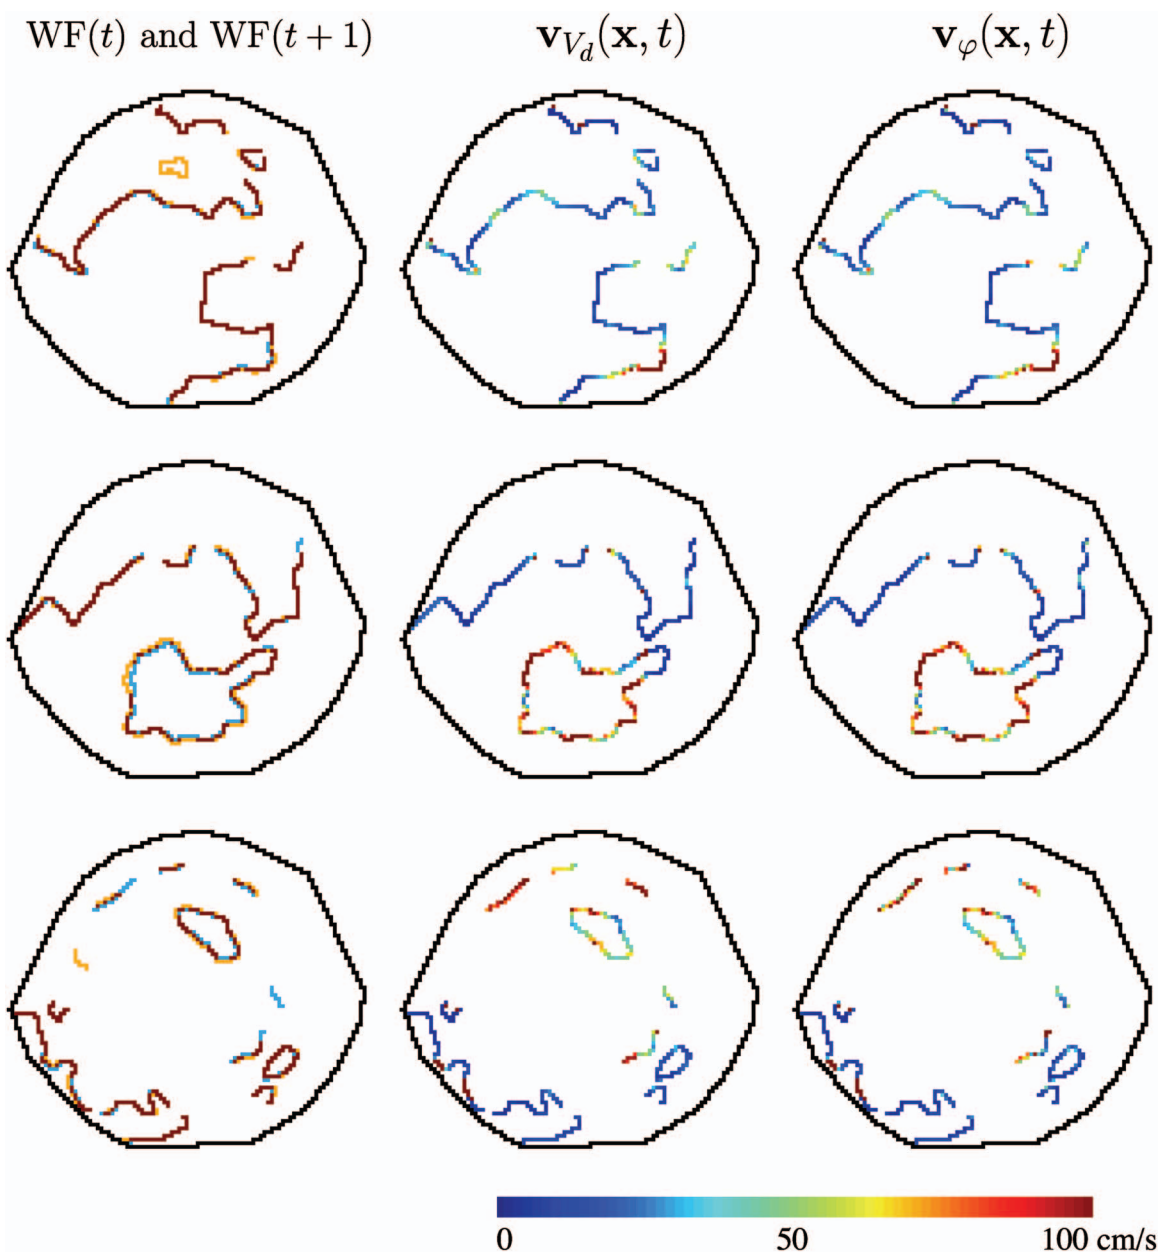 WF(t) and WF(t + 1) v_{V_d}(x, t) v_φ(x, t)
0 50 100 cm/s